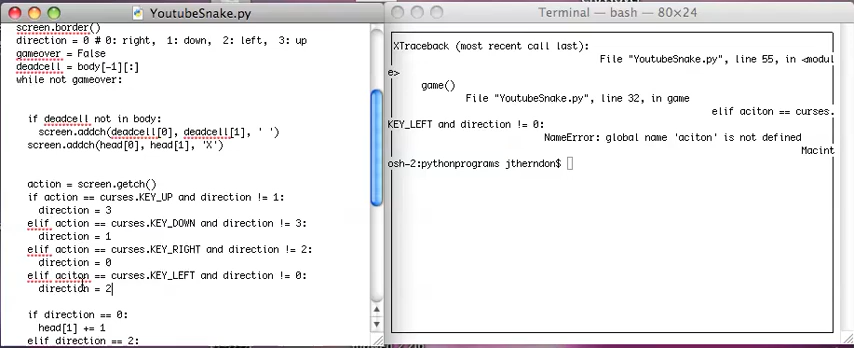 YoutubeSnake.py
screen.border()
direction = 0 # 0: right, 1: down, 2: left, 3: up
gameover = False
deadcell = body[-1][:]
while not gameover:
if deadcell not in body:
screen.addch(deadcell[0], deadcell[1], ' ')
screen.addch(head[0], head[1], 'X')
action = screen.getch()
if action == curses.KEY_UP and direction != 1:
direction = 3
elif action == curses.KEY_DOWN and direction != 3:
direction = 1
elif action == curses.KEY_RIGHT and direction != 2:
direction = 0
elif aciton == curses.KEY_LEFT and direction != 0:
direction = 2
if direction == 0:
head[1] += 1
elif direction == 2:
Terminal — bash — 80×24
XTraceback (most recent call last):
File "YoutubeSnake.py", line 55, in <modul
e>
game()
File "YoutubeSnake.py", line 32, in game
elif aciton == curses.
KEY_LEFT and direction != 0:
NameError: global name 'aciton' is not defined
Macint
osh-2:pythonprograms jtherndon$